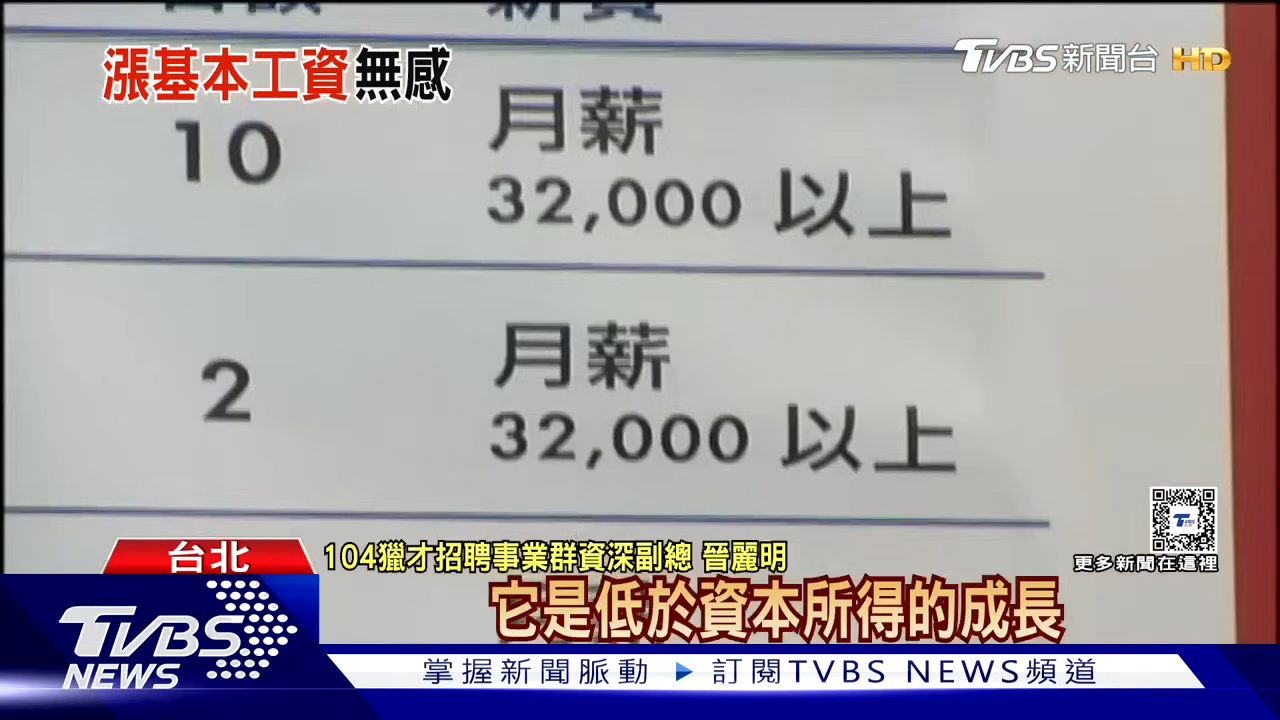 薪資
漲基本工資無感
TVBS新聞台 HD
10
月薪
32,000 以上
2
月薪
32,000 以上
台北
104獵才招聘事業群資深副總 晉麗明
更多新聞在這裡
它是低於資本所得的成長
TVBS
NEWS
掌握新聞脈動 訂閱TVBS NEWS頻道